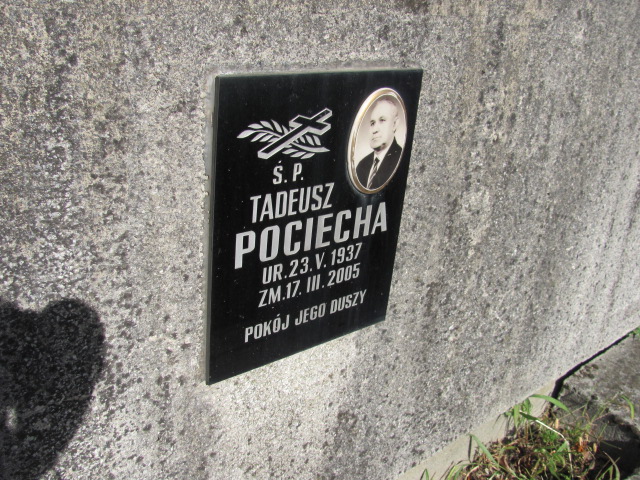 Ś. P.
TADEUSZ
POCIECHA
UR. 23. V. 1937
ZM. 17. III. 2005
POKÓJ JEGO DUSZY